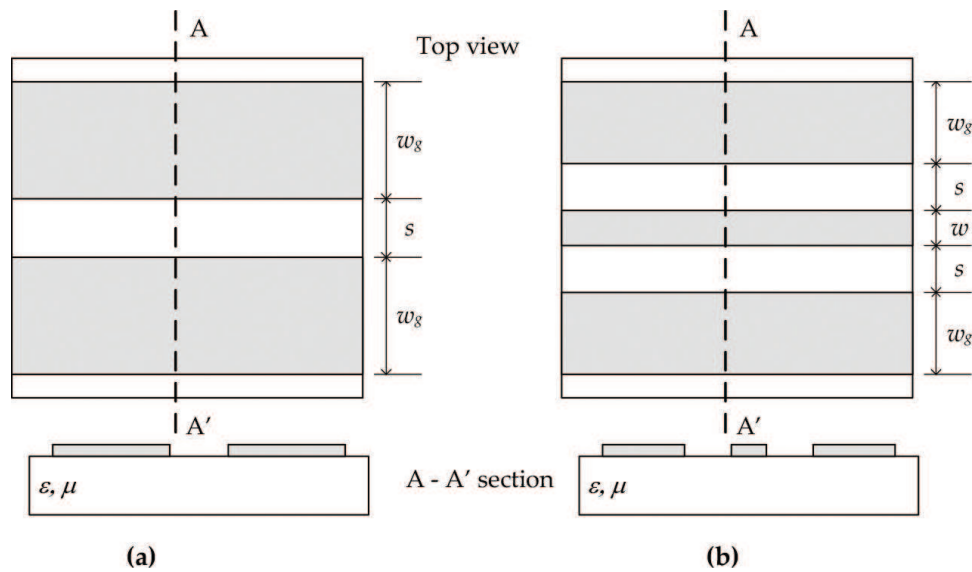 A
Top view
A
w_g
s
w_g
w_g
s
w
s
w_g
A'
A'
ε, μ
A - A' section
ε, μ
(a)
(b)